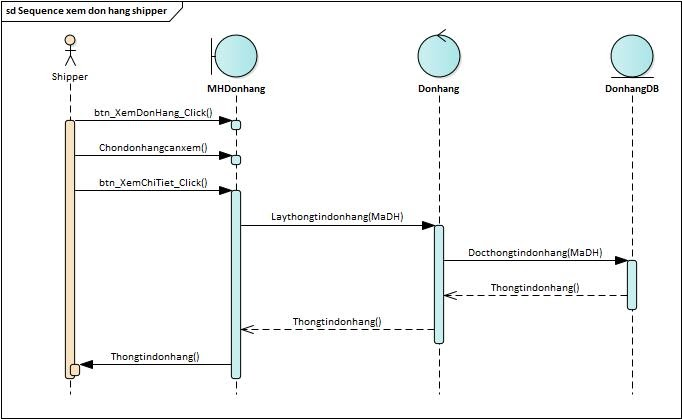 sd Sequence xem don hang shipper
Shipper
MHDonhang
Donhang
DonhangDB
btn_XemDonHang_Click()
Chondonhangcanxem()
btn_XemChiTiet_Click()
Laythongtindonhang(MaDH)
Docthongtindonhang(MaDH)
Thongtindonhang()
Thongtindonhang()
Thongtindonhang()